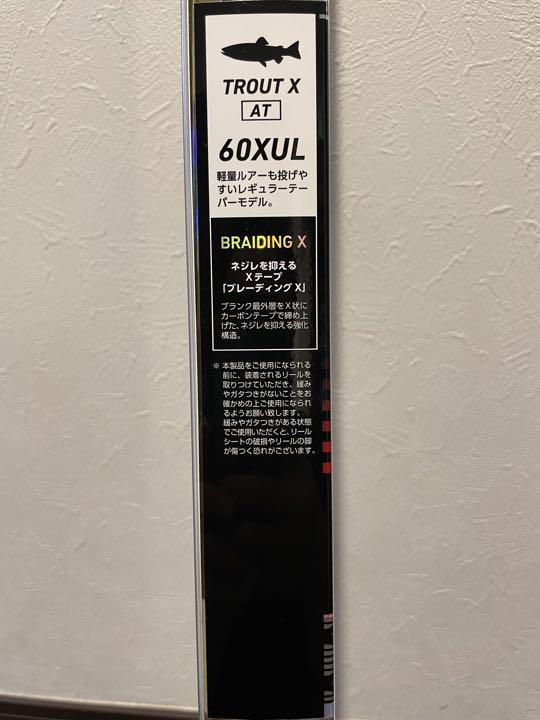 TROUT X
AT
60XUL
軽量ルアーも投げや
すいレギュラーテー
パーモデル。
BRAIDING X
ネジレを抑える
Xテープ
「ブレーディングX」
ブランク最外層をX状に
カーボンテープで締め上
げた、ネジレを抑える強化
構造。
※ 本製品をご使用になられる
前に、装着されるリールを
取りつけていただき、緩み
やガタつきがないことをお
確かめの上ご使用になられ
るようお願い致します。
緩みやガタつきがある状態
でご使用いただくと、リール
シートの破損やリールの脚
が傷つく恐れがございます。